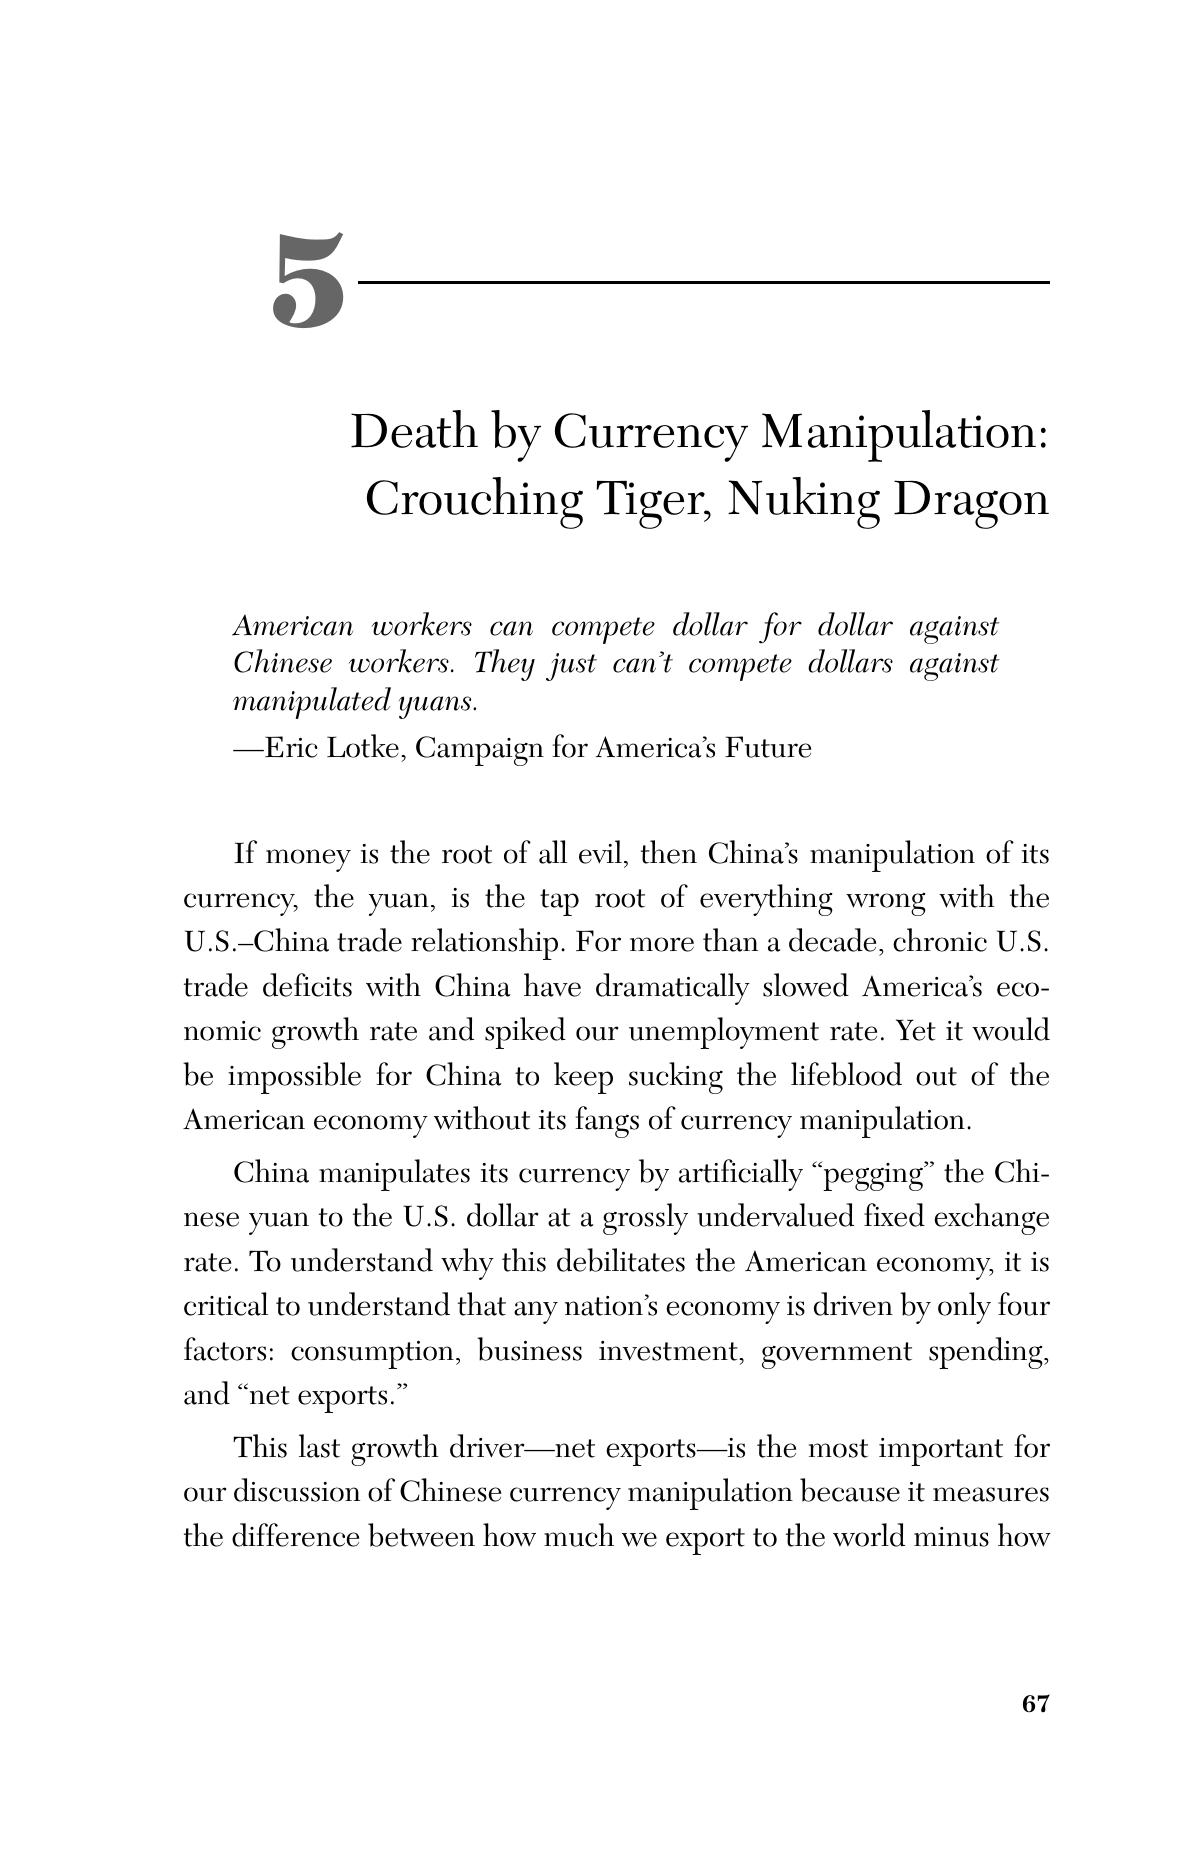 5
Death by Currency Manipulation:
Crouching Tiger, Nuking Dragon
American workers can compete dollar for dollar against
Chinese workers. They just can’t compete dollars against
manipulated yuans.
—Eric Lotke, Campaign for America’s Future
If money is the root of all evil, then China’s manipulation of its
currency, the yuan, is the tap root of everything wrong with the
U.S.–China trade relationship. For more than a decade, chronic U.S.
trade deficits with China have dramatically slowed America’s eco-
nomic growth rate and spiked our unemployment rate. Yet it would
be impossible for China to keep sucking the lifeblood out of the
American economy without its fangs of currency manipulation.
China manipulates its currency by artificially “pegging” the Chi-
nese yuan to the U.S. dollar at a grossly undervalued fixed exchange
rate. To understand why this debilitates the American economy, it is
critical to understand that any nation’s economy is driven by only four
factors: consumption, business investment, government spending,
and “net exports.”
This last growth driver—net exports—is the most important for
our discussion of Chinese currency manipulation because it measures
the difference between how much we export to the world minus how
67